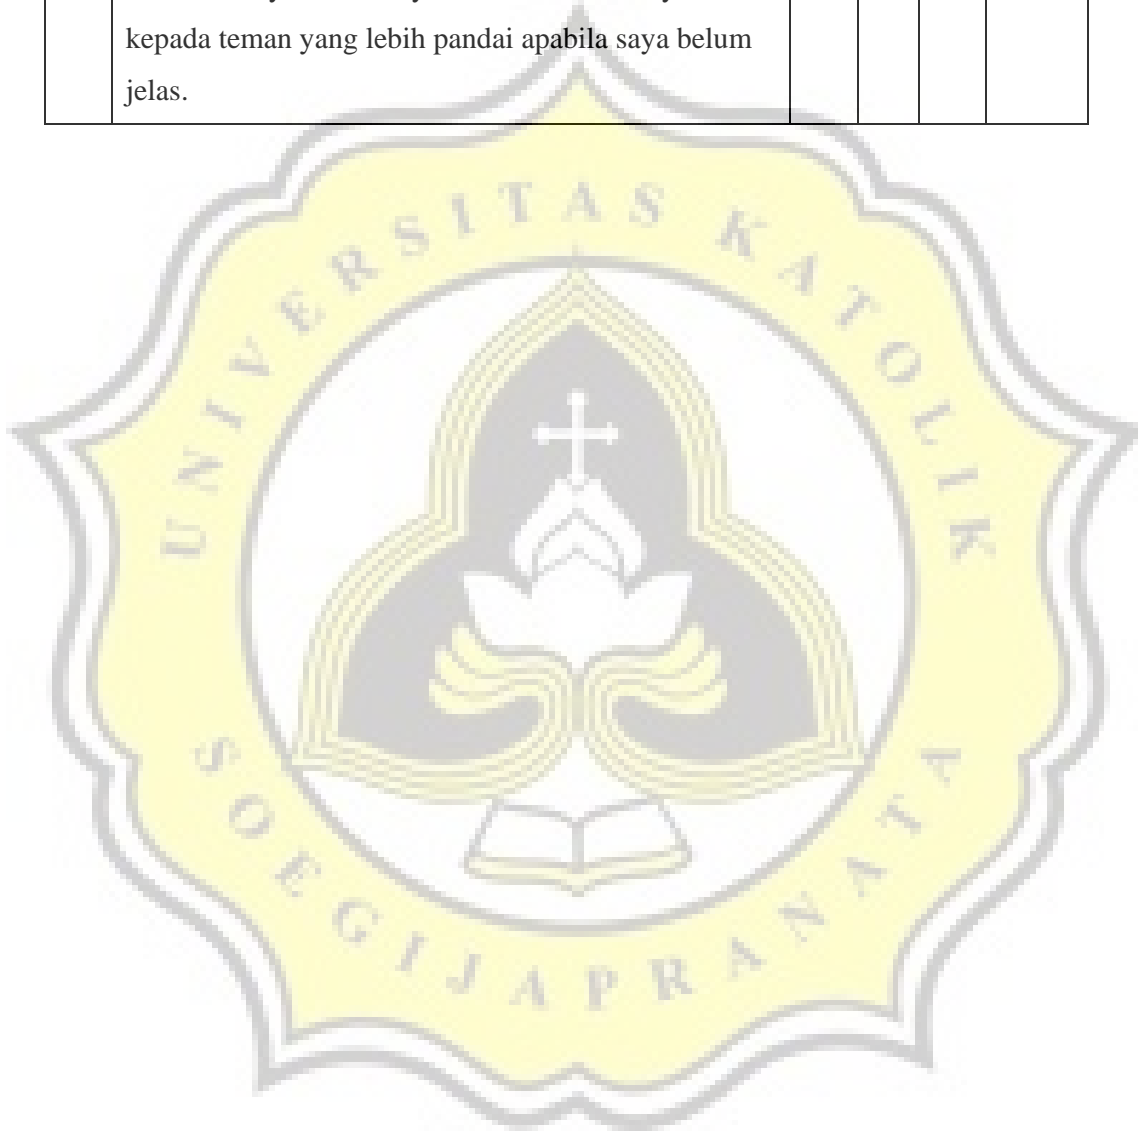 kepada teman yang lebih pandai apabila saya belum
jelas.
UNIVERSITAS KATOLIK
SOEGIJAPRANATA